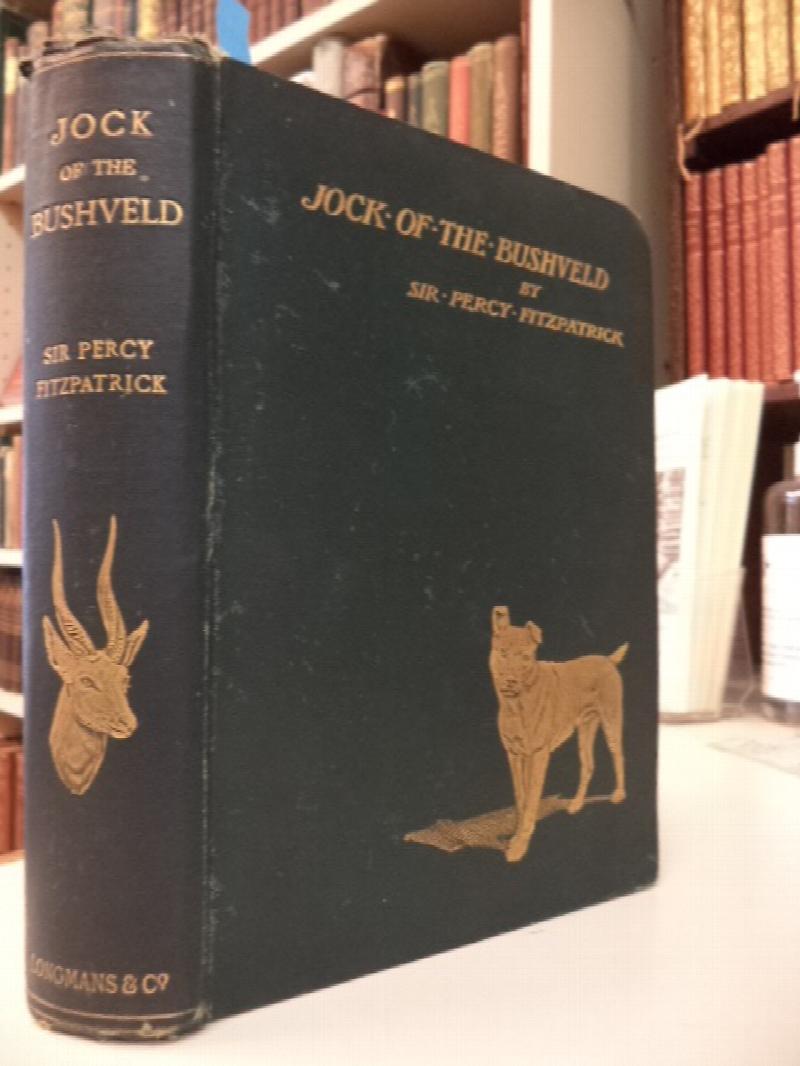 JOCK
OF THE
BUSHVELD
SIR PERCY
FITZPATRICK
LONGMANS & Cº
JOCK·OF·THE·BUSHVELD
BY
SIR·PERCY·FITZPATRICK